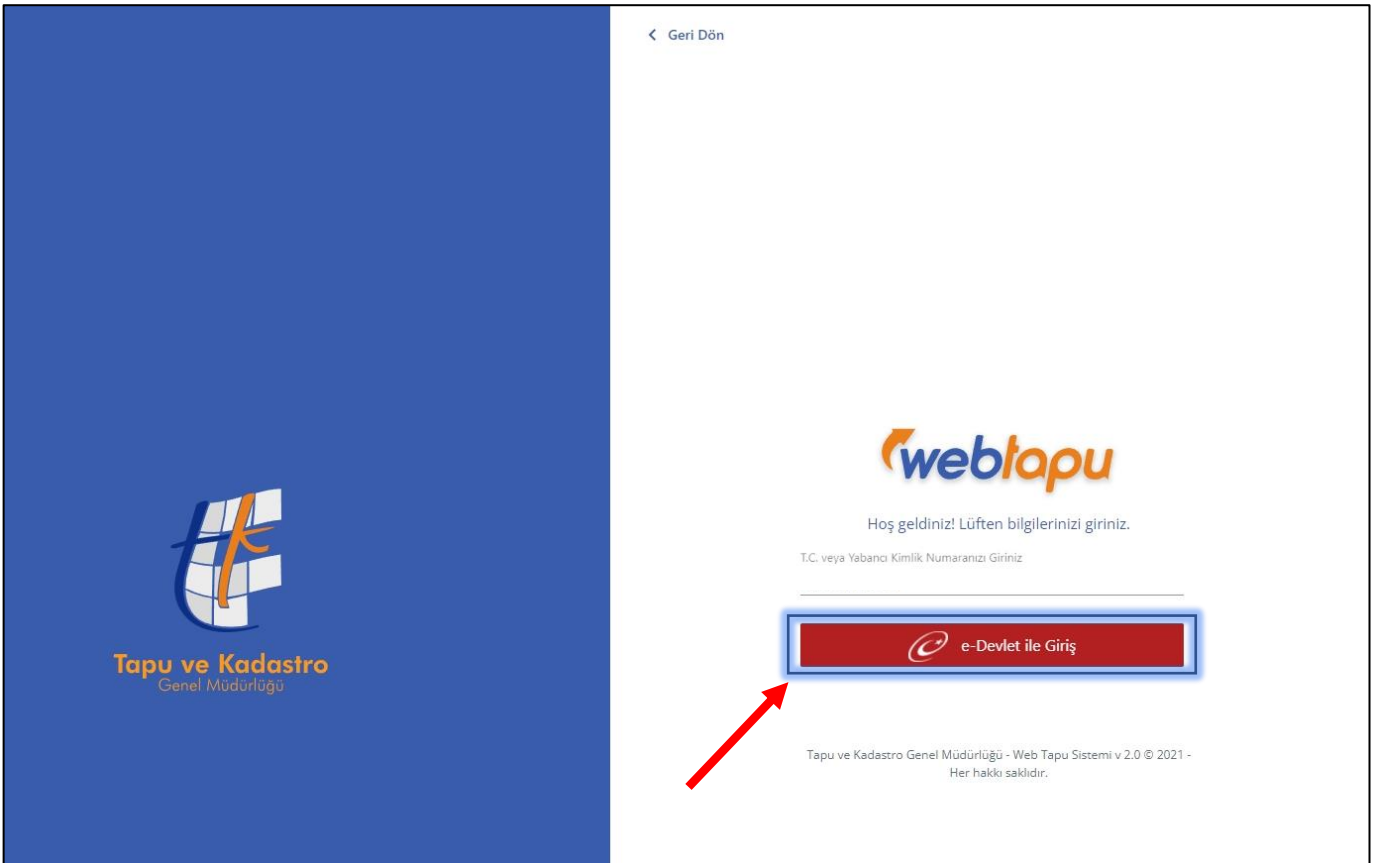 Geri Dön
webtapu
Hoş geldiniz! Lüften bilgilerinizi giriniz.
T.C. veya Yabancı Kimlik Numaranızı Giriniz
e-Devlet ile Giriş
Tapu ve Kadastro
Genel Müdürlüğü
Tapu ve Kadastro Genel Müdürlüğü - Web Tapu Sistemi v 2.0 © 2021 -
Her hakkı saklıdır.